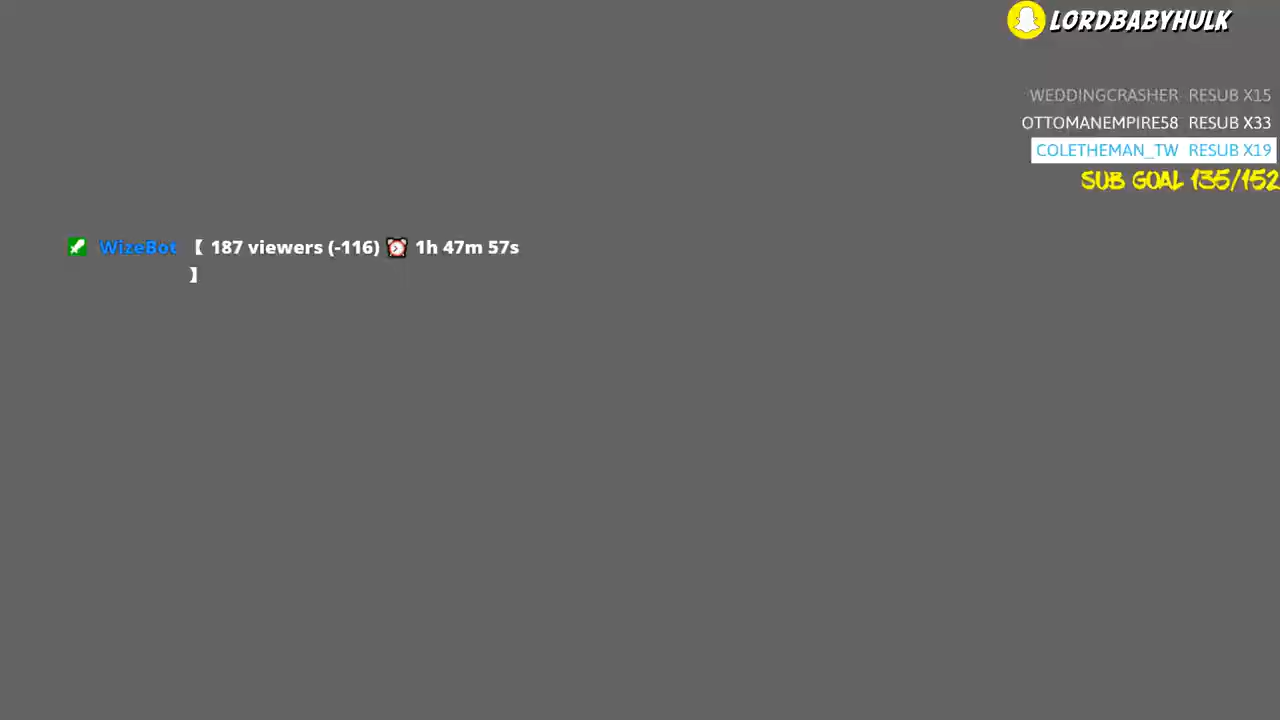 LORDBABYHULK
WEDDINGCRASHER RESUB X15
OTTOMANEMPIRE58 RESUB X33
COLETHEMAN_TW RESUB X19
SUB GOAL 135/152
WizeBot 【 187 viewers (-116) ⏰ 1h 47m 57s
】